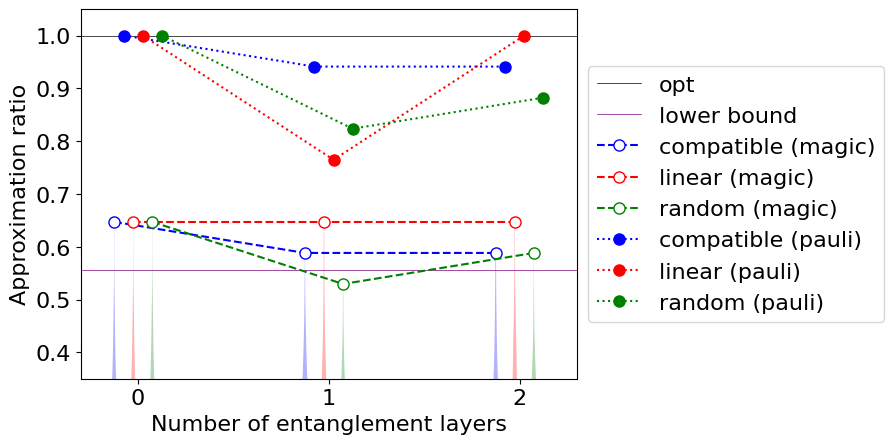 1.0
0.9
0.8
0.7
0.6
0.5
0.4
Approximation ratio
0 1 2
Number of entanglement layers
opt
lower bound
compatible (magic)
linear (magic)
random (magic)
compatible (pauli)
linear (pauli)
random (pauli)